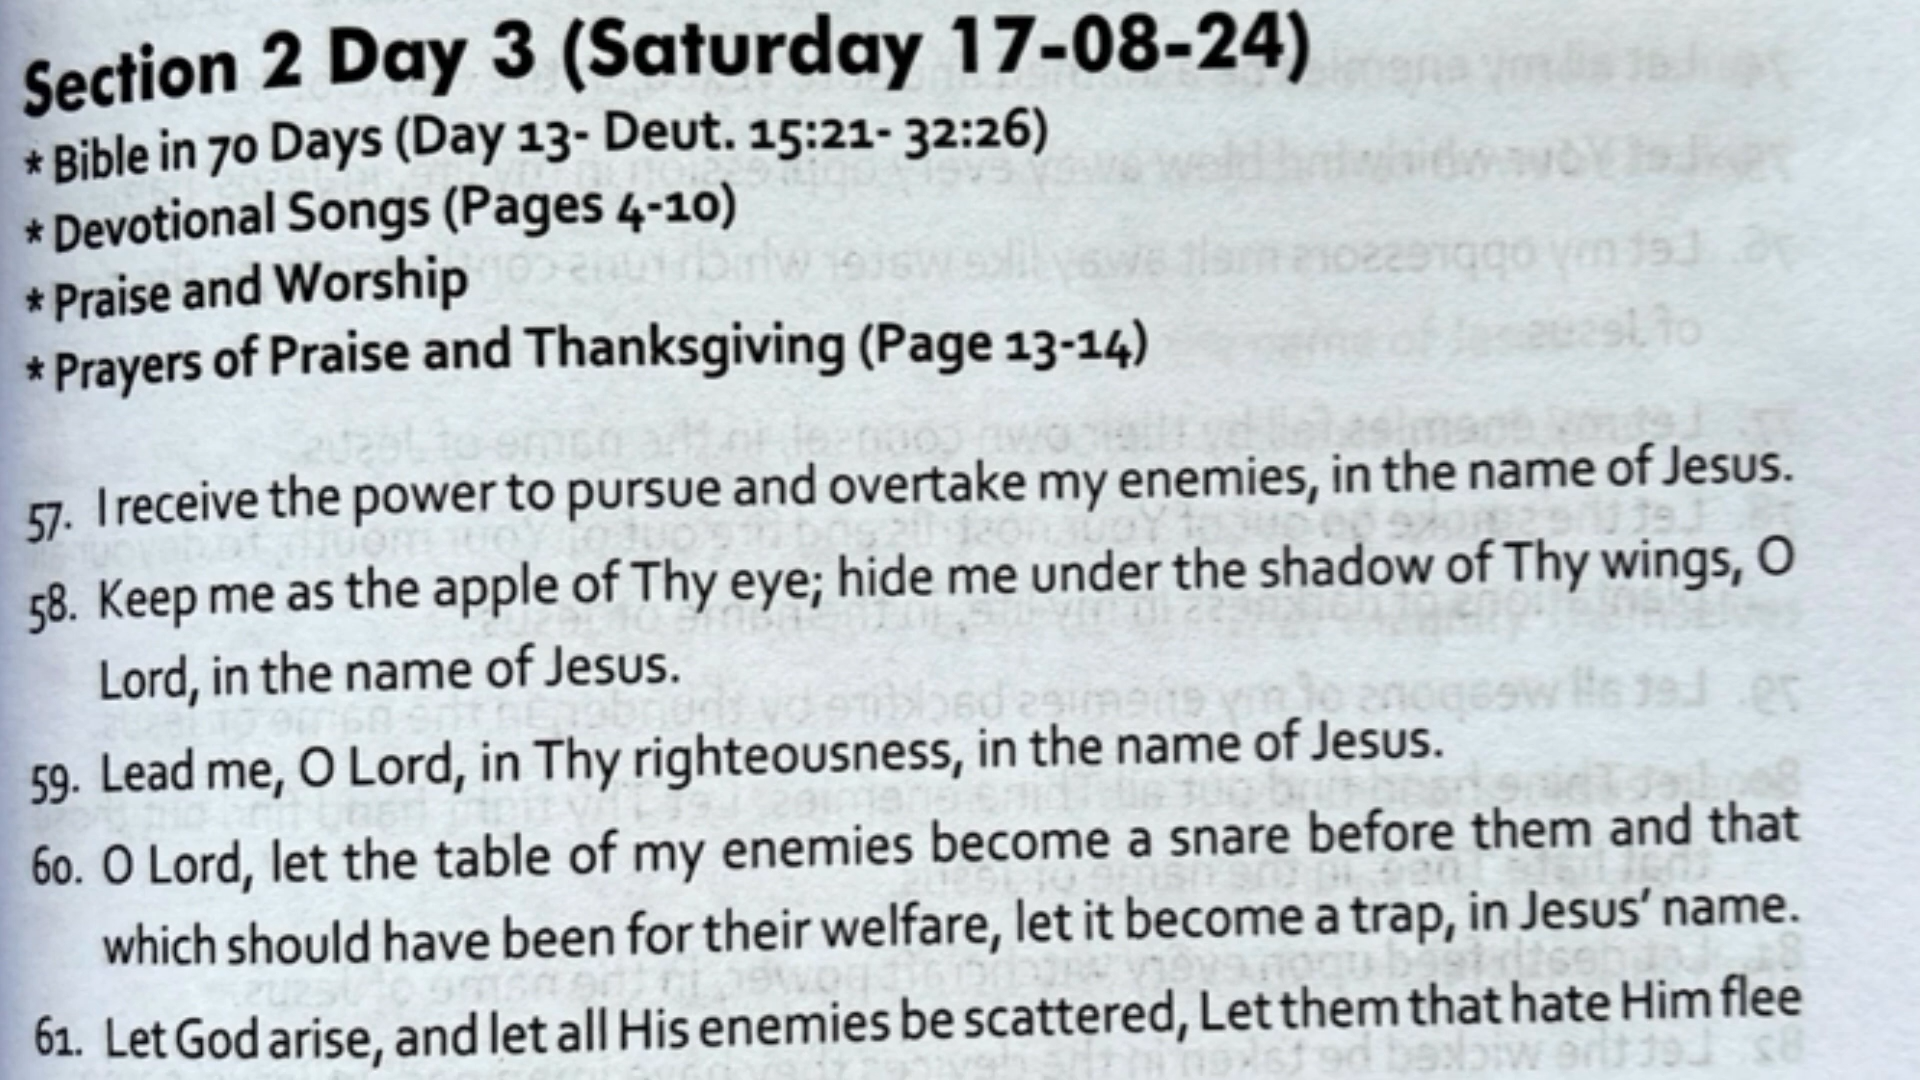 Section 2 Day 3 (Saturday 17-08-24)
* Bible in 70 Days (Day 13- Deut. 15:21- 32:26)
* Devotional Songs (Pages 4-10)
* Praise and Worship
* Prayers of Praise and Thanksgiving (Page 13-14)
57. I receive the power to pursue and overtake my enemies, in the name of Jesus.
58. Keep me as the apple of Thy eye; hide me under the shadow of Thy wings, O
Lord, in the name of Jesus.
59. Lead me, O Lord, in Thy righteousness, in the name of Jesus.
60. O Lord, let the table of my enemies become a snare before them and that
which should have been for their welfare, let it become a trap, in Jesus' name.
61. Let God arise, and let all His enemies be scattered, Let them that hate Him flee